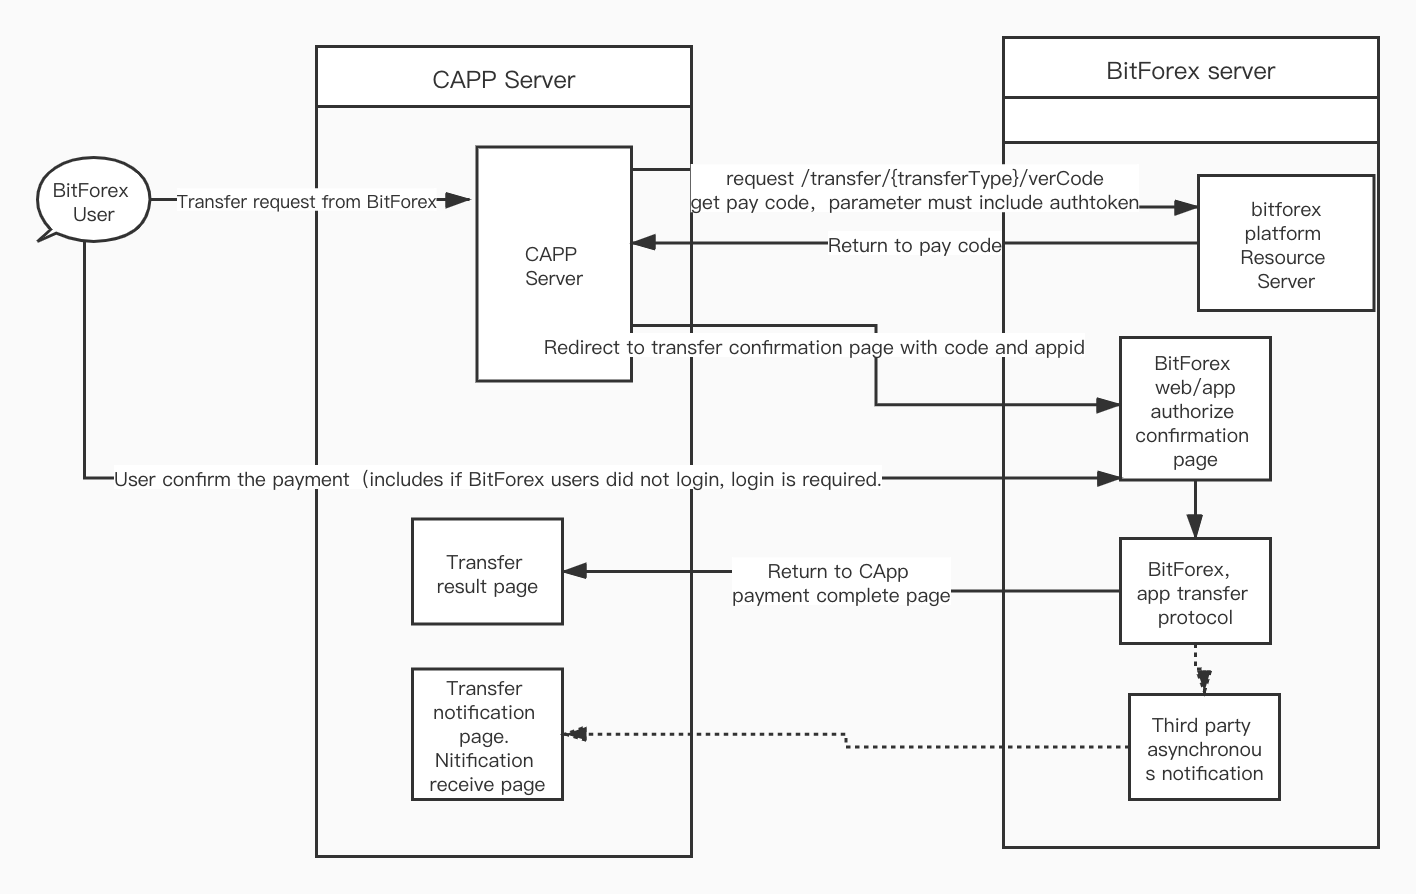 CAPP Server
BitForex server
BitForex
User
Transfer request from BitForex
CAPP
Server
request /transfer/{transferType}/verCode
get pay code，parameter must include authtoken
Return to pay code
bitforex
platform
Resource
Server
Redirect to transfer confirmation page with code and appid
BitForex
web/app
authorize
confirmation
page
User confirm the payment（includes if BitForex users did not login, login is required.
Transfer
result page
Return to CApp
payment complete page
BitForex,
app transfer
protocol
Transfer
notification
page.
Nitification
receive page
Third party
asynchronou
s notification